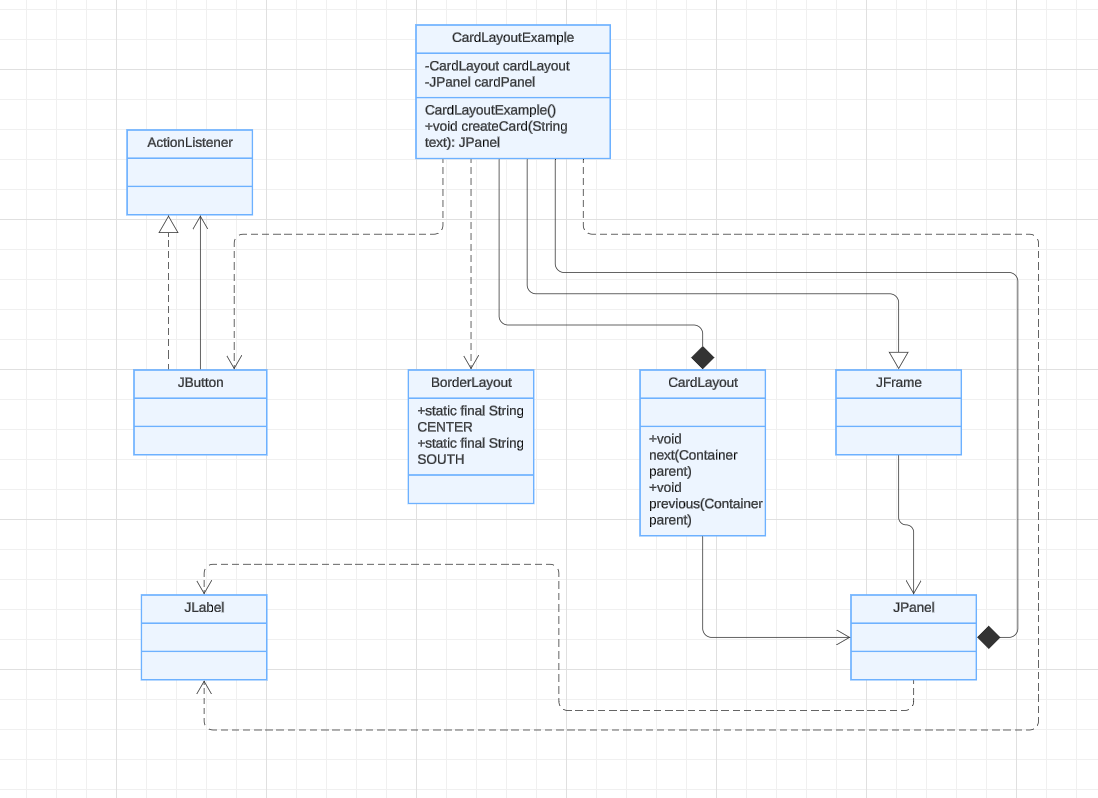 CardLayoutExample
-CardLayout cardLayout
-JPanel cardPanel
CardLayoutExample()
+void createCard(String
text): JPanel
ActionListener
JButton
BorderLayout
+static final String
CENTER
+static final String
SOUTH
CardLayout
+void
next(Container
parent)
+void
previous(Container
parent)
JFrame
JLabel
JPanel